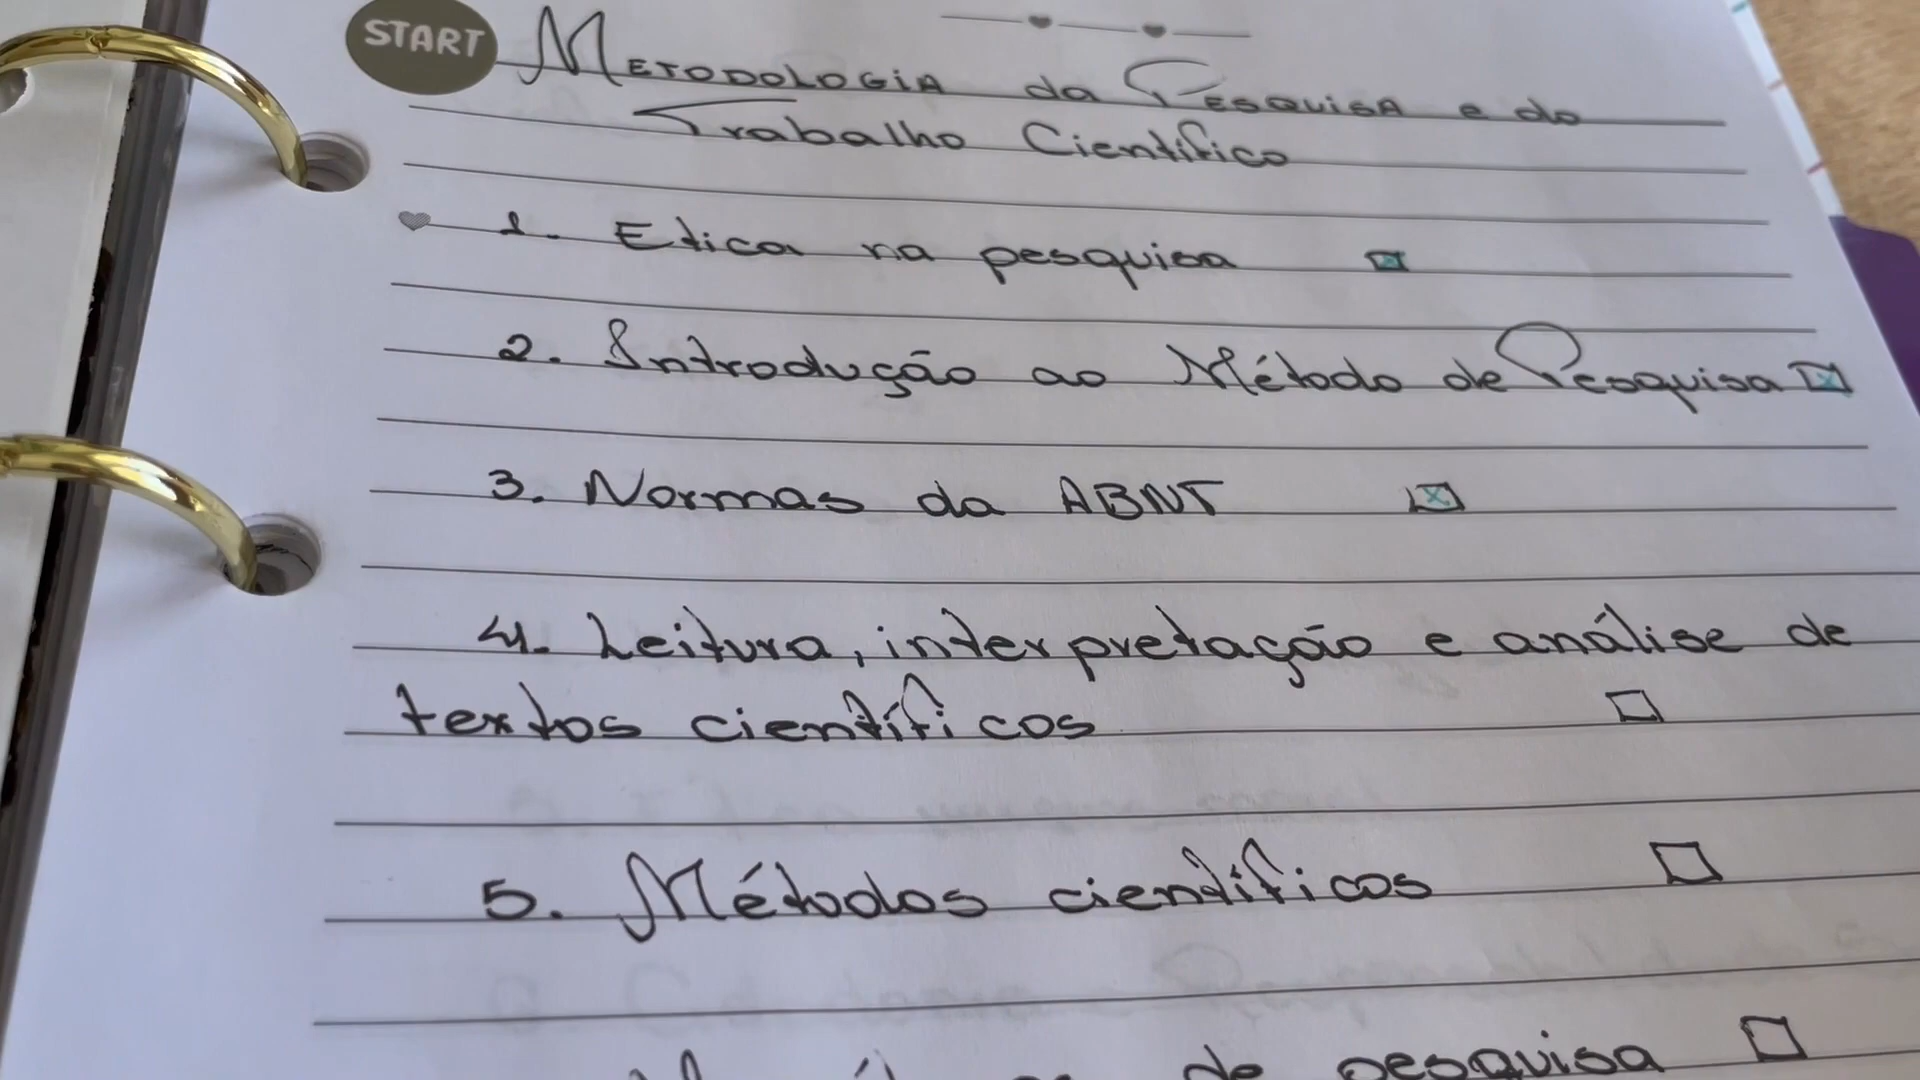 START
METODOLOGIA da PESQUISA e do
Trabalho Científico
1. Etica na pesquisa
2. Introdução ao Método de Pesquisa
3. Normas da ABNT
4. Leitura, interpretação e análise de
textos científicos
5. Métodos científicos
de pesquisa